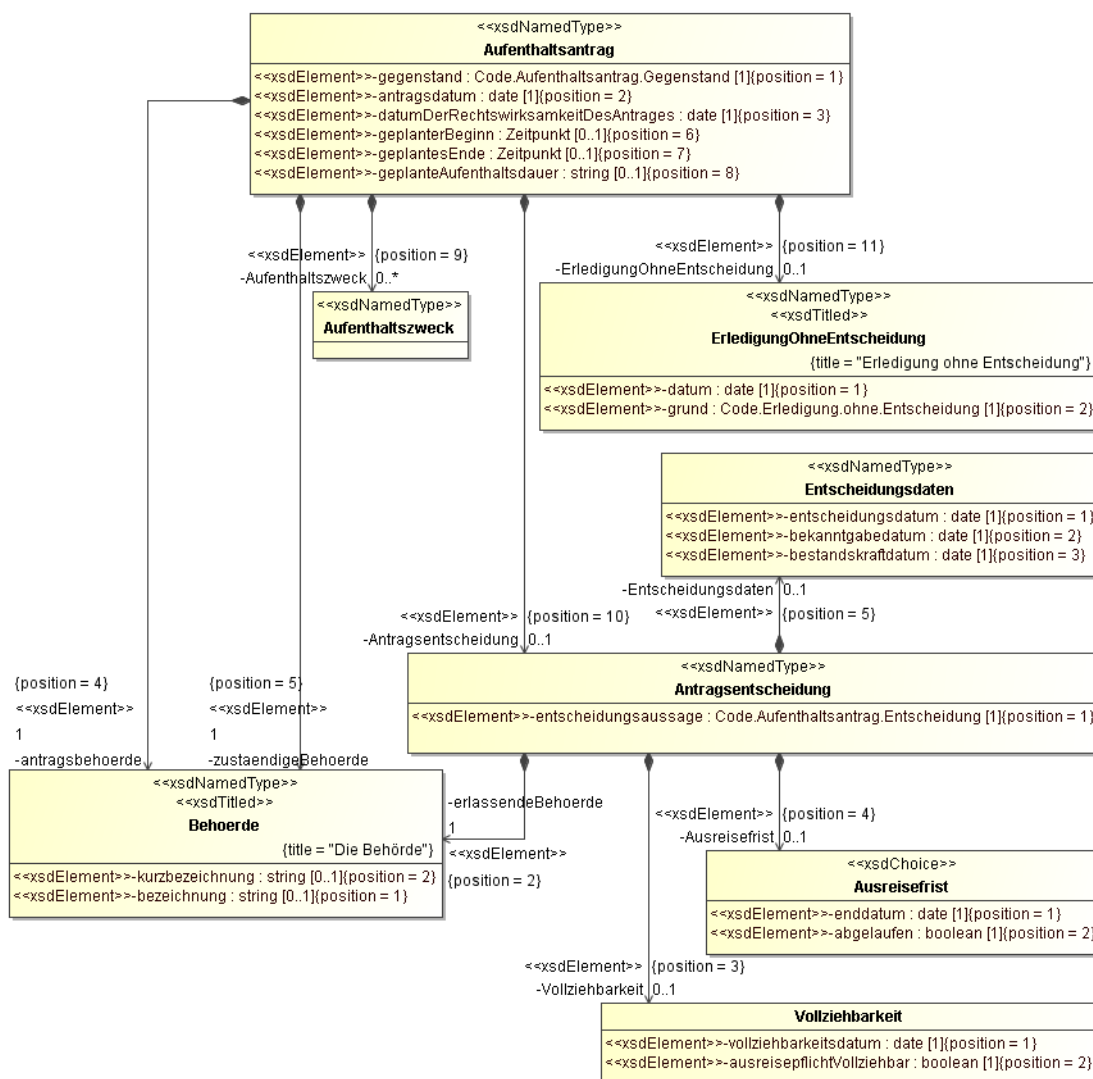 <<xsdNamedType>>
Aufenthaltsantrag
<<xsdElement>>-gegenstand : Code.Aufenthaltsantrag.Gegenstand [1]{position = 1}
<<xsdElement>>-antragsdatum : date [1]{position = 2}
<<xsdElement>>-datumDerRechtswirksamkeitDesAntrages : date [1]{position = 3}
<<xsdElement>>-geplanterBeginn : Zeitpunkt [0..1]{position = 6}
<<xsdElement>>-geplantesEnde : Zeitpunkt [0..1]{position = 7}
<<xsdElement>>-geplanteAufenthaltsdauer : string [0..1]{position = 8}
<<xsdElement>> {position = 9}
-Aufenthaltszweck 0..*
<<xsdNamedType>>
Aufenthaltszweck
<<xsdElement>> {position = 11}
-ErledigungOhneEntscheidung 0..1
<<xsdNamedType>>
<<xsdTitled>>
ErledigungOhneEntscheidung
{title = "Erledigung ohne Entscheidung"}
<<xsdElement>>-datum : date [1]{position = 1}
<<xsdElement>>-grund : Code.Erledigung.ohne.Entscheidung [1]{position = 2}
<<xsdNamedType>>
Entscheidungsdaten
<<xsdElement>>-entscheidungsdatum : date [1]{position = 1}
<<xsdElement>>-bekanntgabedatum : date [1]{position = 2}
<<xsdElement>>-bestandskraftdatum : date [1]{position = 3}
-Entscheidungsdaten 0..1
<<xsdElement>> {position = 5}
<<xsdElement>> {position = 10}
-Antragsentscheidung 0..1
<<xsdNamedType>>
Antragsentscheidung
<<xsdElement>>-entscheidungsaussage : Code.Aufenthaltsantrag.Entscheidung [1]{position = 1}
{position = 4}
<<xsdElement>>
1
-antragsbehoerde
{position = 5}
<<xsdElement>>
1
-zustaendigeBehoerde
<<xsdNamedType>>
<<xsdTitled>>
Behoerde
{title = "Die Behörde"}
<<xsdElement>>-kurzbezeichnung : string [0..1]{position = 2}
<<xsdElement>>-bezeichnung : string [0..1]{position = 1}
-erlassendeBehoerde
1
<<xsdElement>>
{position = 2}
<<xsdElement>> {position = 4}
-Ausreisefrist 0..1
<<xsdChoice>>
Ausreisefrist
<<xsdElement>>-enddatum : date [1]{position = 1}
<<xsdElement>>-abgelaufen : boolean [1]{position = 2}
<<xsdElement>> {position = 3}
-Vollziehbarkeit 0..1
Vollziehbarkeit
<<xsdElement>>-vollziehbarkeitsdatum : date [1]{position = 1}
<<xsdElement>>-ausreisepflichtVollziehbar : boolean [1]{position = 2}